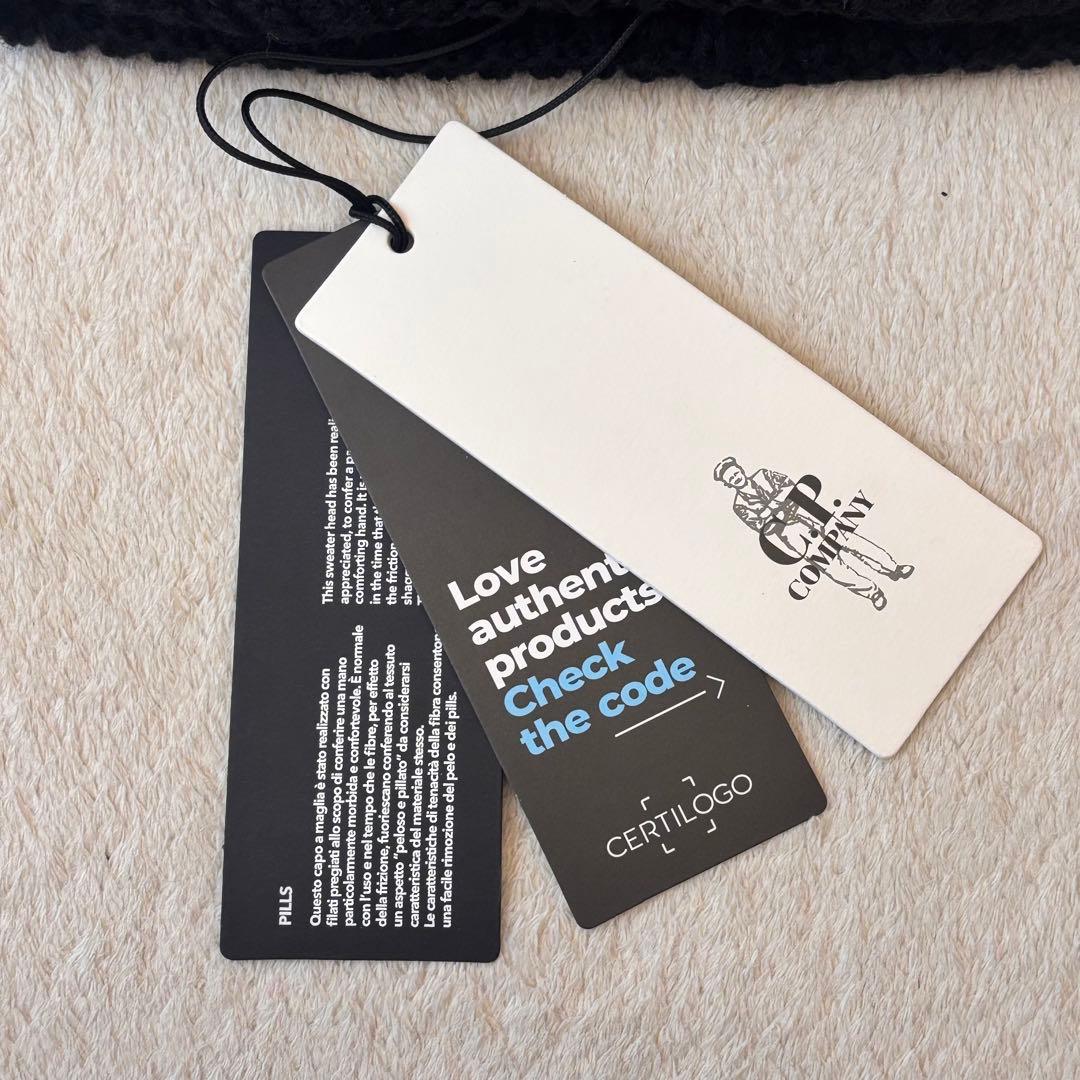 PILLS
Questo capo a maglia è stato realizzato con
filati pregiati allo scopo di conferire una mano
particolarmente morbida e confortevole. È normale
con l'uso e nel tempo che le fibre, per effetto
della frizione, fuoriescano conferendo al tessuto
un aspetto "peloso e pillato" da considerarsi
caratteristica del materiale stesso.
Le caratteristiche di tenacità della fibra consentono
una facile rimozione del pelo e dei pills.
This sweater head has been
appreciated, to confer a
comforting hand. It is
in the time that
the friction
Love
products
Check
the code
CERTILOGO
C.P.
COMPANY